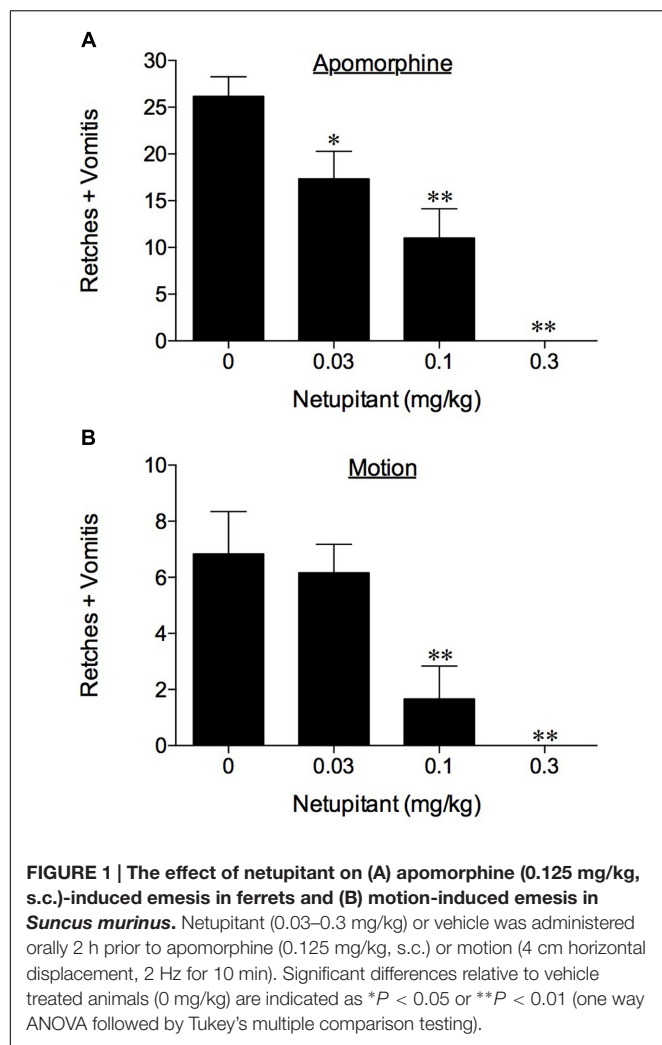 A
Apomorphine
Retches + Vomitis
30
25
20
15
10
5
0
*
**
**
0 0.03 0.1 0.3
Netupitant (mg/kg)
B
Motion
Retches + Vomitis
10
8
6
4
2
0
**
**
0 0.03 0.1 0.3
Netupitant (mg/kg)
FIGURE 1 | The effect of netupitant on (A) apomorphine (0.125 mg/kg,
s.c.)-induced emesis in ferrets and (B) motion-induced emesis in
Suncus murinus. Netupitant (0.03–0.3 mg/kg) or vehicle was administered
orally 2 h prior to apomorphine (0.125 mg/kg, s.c.) or motion (4 cm horizontal
displacement, 2 Hz for 10 min). Significant differences relative to vehicle
treated animals (0 mg/kg) are indicated as *P < 0.05 or **P < 0.01 (one way
ANOVA followed by Tukey's multiple comparison testing).